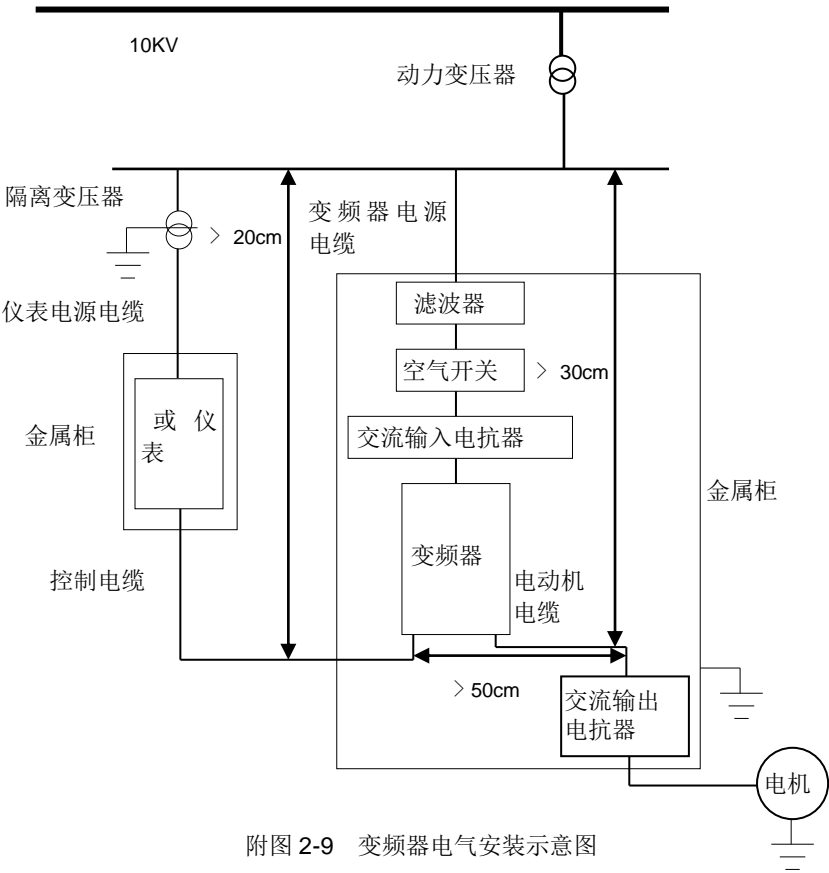 10KV
动力变压器
隔离变压器
> 20cm
变频器电源
电缆
仪表电源电缆
滤波器
空气开关
> 30cm
金属柜
或 仪
表
交流输入电抗器
金属柜
变频器
控制电缆
电动机
电缆
> 50cm
交流输出
电抗器
电机
附图 2-9 变频器电气安装示意图